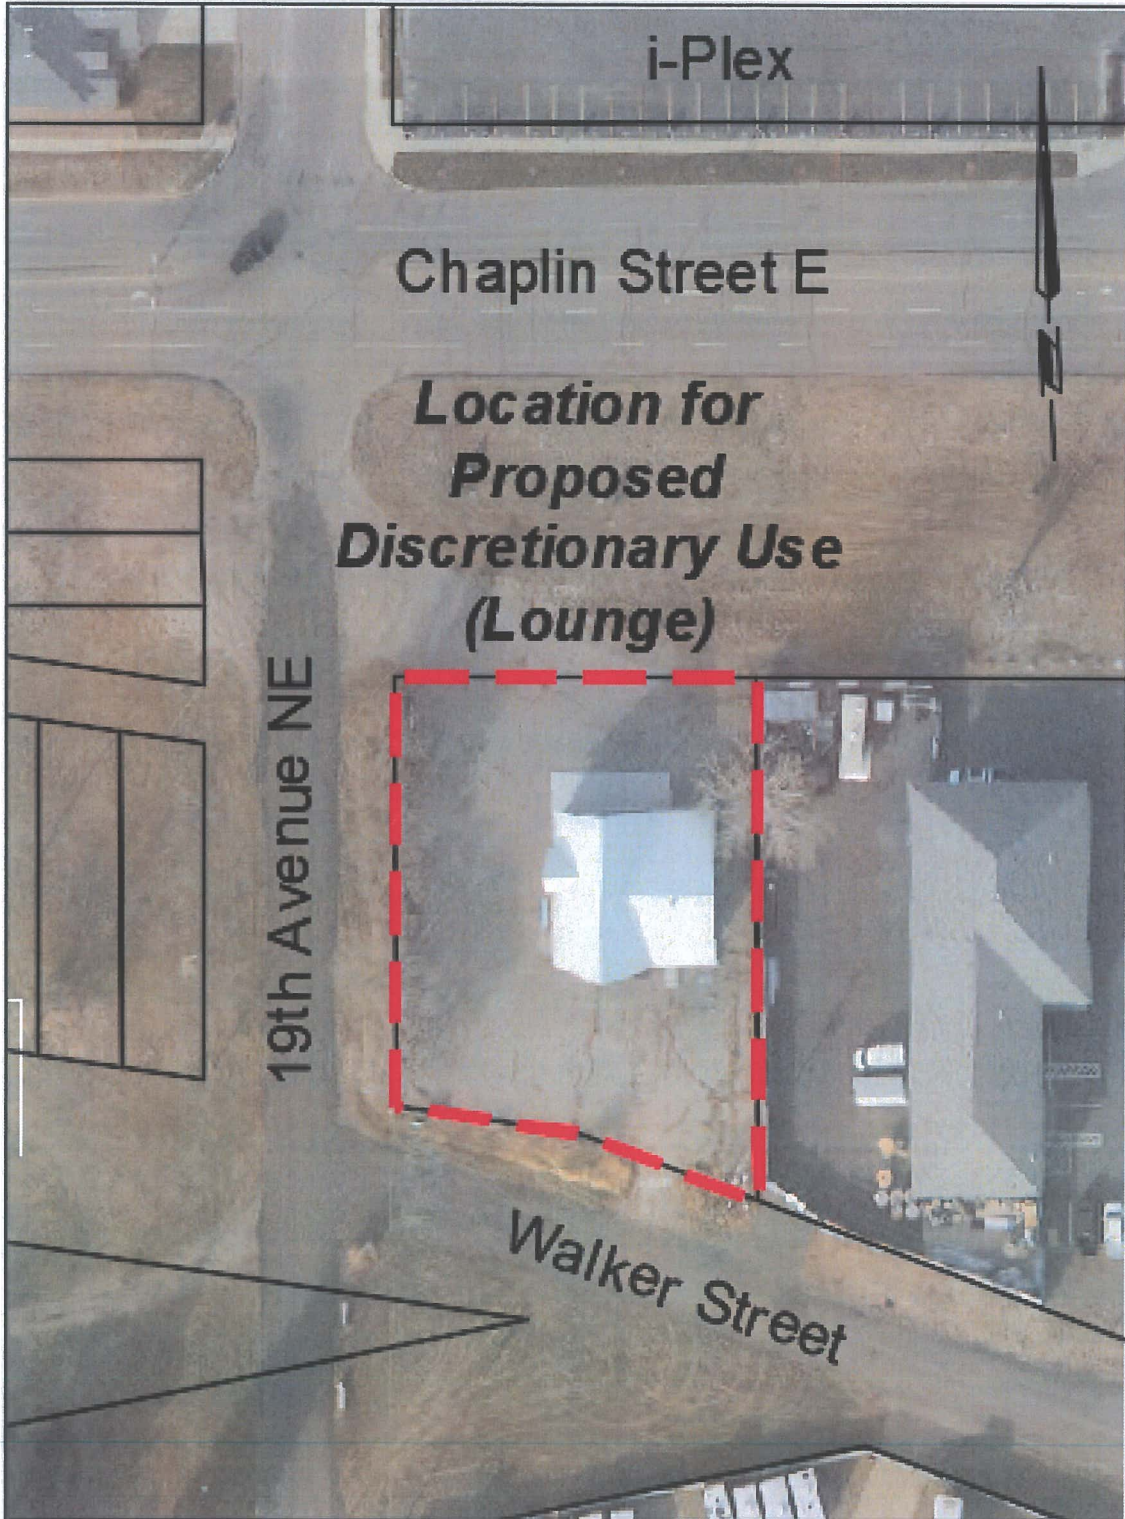 i-Plex
Chaplin Street E
N
Location for
Proposed
Discretionary Use
(Lounge)
19th Avenue NE
Walker Street